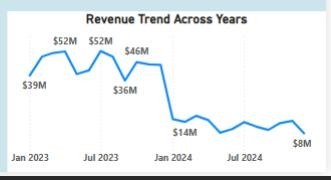 Revenue Trend Across Years
$52M
$52M
$46M
$39M
$36M
$14M
$8M
Jan 2023
Jul 2023
Jan 2024
Jul 2024